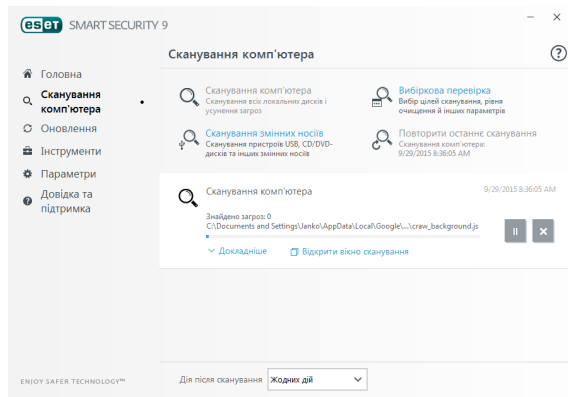 eset SMART SECURITY 9
Сканування комп'ютера
?
Головна
Сканування
комп'ютера
Оновлення
Інструменти
Параметри
Довідка та
підтримка
Сканування комп'ютера
Сканування всіх локальних дисків і
усунення загроз
Вибіркова перевірка
Вибір цілей сканування, рівня
очищення й інших параметрів
Сканування змінних носіїв
Сканування пристроїв USB, CD/DVD-
дисків та інших змінних носіїв
Повторити останнє сканування
Сканування комп'ютера:
9/29/2015 8:36:05 AM
Сканування комп'ютера
9/29/2015 8:36:05 AM
Знайдено загроз: 0
C:\Documents and Settings\Janko\AppData\Local\Google\...\craw_background.js
Докладніше
Відкрити вікно сканування
ENJOY SAFER TECHNOLOGY™
Дія після сканування Жодних дій